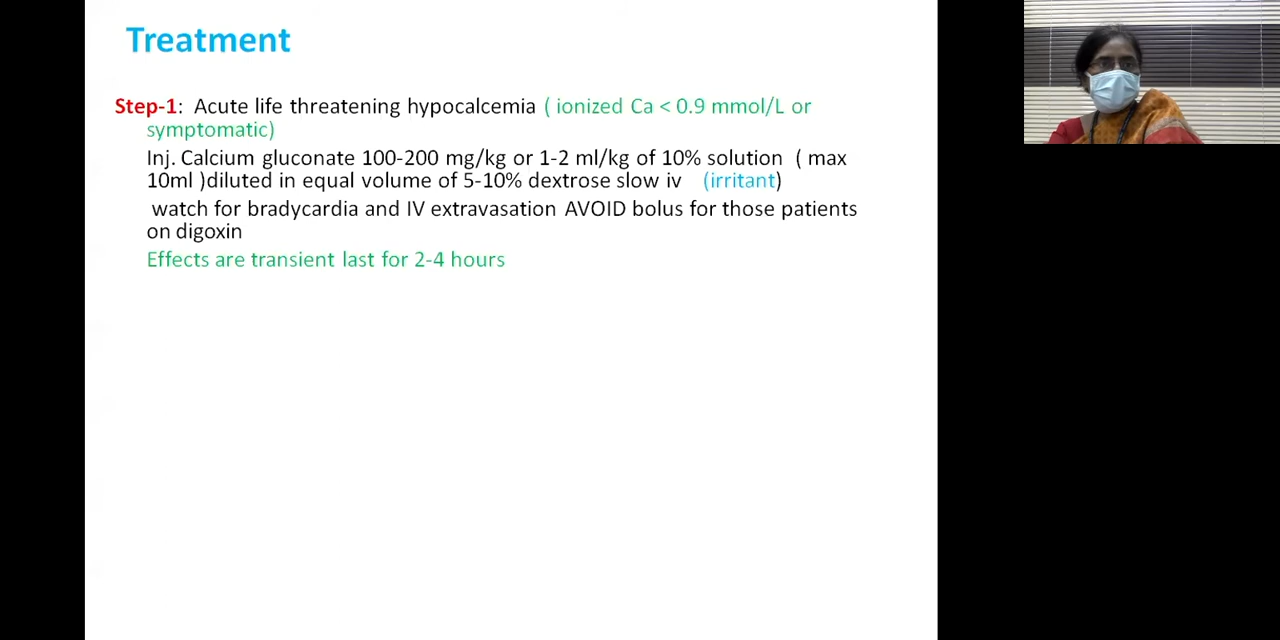 Treatment
Step-1: Acute life threatening hypocalcemia ( ionized Ca < 0.9 mmol/L or
symptomatic)
Inj. Calcium gluconate 100-200 mg/kg or 1-2 ml/kg of 10% solution ( max
10ml )diluted in equal volume of 5-10% dextrose slow iv (irritant)
watch for bradycardia and IV extravasation AVOID bolus for those patients
on digoxin
Effects are transient last for 2-4 hours